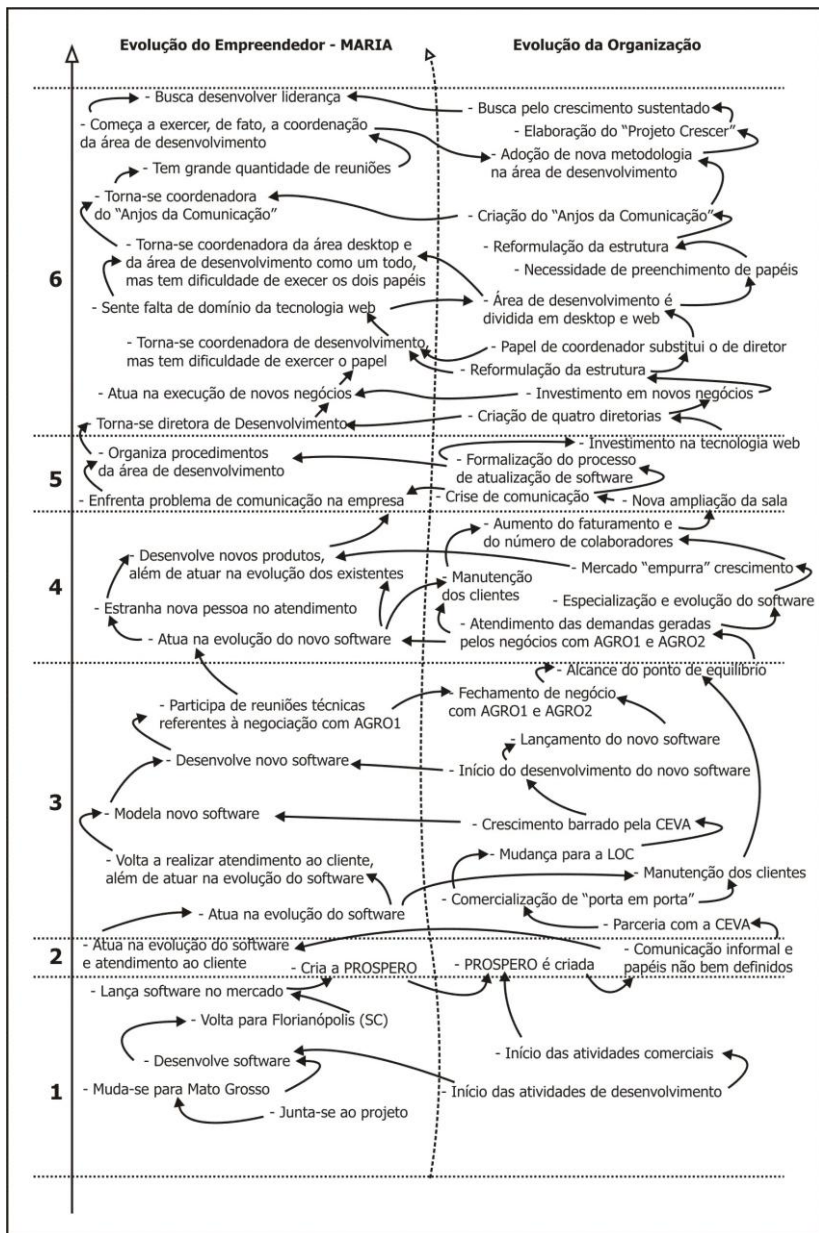 Evolução do Empreendedor - MARIA
Evolução da Organização
- Busca desenvolver liderança
- Busca pelo crescimento sustentado
- Começa a exercer, de fato, a coordenação
da área de desenvolvimento
- Elaboração do “Projeto Crescer”
- Adoção de nova metodologia
na área de desenvolvimento
- Tem grande quantidade de reuniões
- Torna-se coordenadora
do “Anjos da Comunicação”
- Criação do “Anjos da Comunicação”
- Torna-se coordenadora da área desktop e
da área de desenvolvimento como um todo,
mas tem dificuldade de execer os dois papéis
- Reformulação da estrutura
- Necessidade de preenchimento de papéis
6
- Sente falta de domínio da tecnologia web
- Área de desenvolvimento é
dividida em desktop e web
- Torna-se coordenadora de desenvolvimento,
mas tem dificuldade de exercer o papel
- Papel de coordenador substitui o de diretor
- Reformulação da estrutura
- Atua na execução de novos negócios
- Investimento em novos negócios
- Torna-se diretora de Desenvolvimento
- Criação de quatro diretorias
5
- Organiza procedimentos
da área de desenvolvimento
- Investimento na tecnologia web
- Formalização do processo
de atualização de software
- Enfrenta problema de comunicação na empresa
- Crise de comunicação
- Nova ampliação da sala
4
- Desenvolve novos produtos,
além de atuar na evolução dos existentes
- Aumento do faturamento e
do número de colaboradores
- Mercado “empurra” crescimento
- Manutenção
dos clientes
- Estranha nova pessoa no atendimento
- Especialização e evolução do software
- Atua na evolução do novo software
- Atendimento das demandas geradas
pelos negócios com AGRO1 e AGRO2
3
- Alcance do ponto de equilíbrio
- Participa de reuniões técnicas
referentes à negociação com AGRO1
- Fechamento de negócio
com AGRO1 e AGRO2
- Lançamento do novo software
- Desenvolve novo software
- Início do desenvolvimento do novo software
- Modela novo software
- Crescimento barrado pela CEVA
- Volta a realizar atendimento ao cliente,
além de atuar na evolução do software
- Mudança para a LOC
- Manutenção dos clientes
- Atua na evolução do software
- Comercialização de “porta em porta”
- Parceria com a CEVA
2
- Atua na evolução do software
e atendimento ao cliente
- Cria a PROSPERO
- PROSPERO é criada
- Comunicação informal e
papéis não bem definidos
1
- Lança software no mercado
- Volta para Florianópolis (SC)
- Desenvolve software
- Início das atividades comerciais
- Muda-se para Mato Grosso
- Início das atividades de desenvolvimento
- Junta-se ao projeto